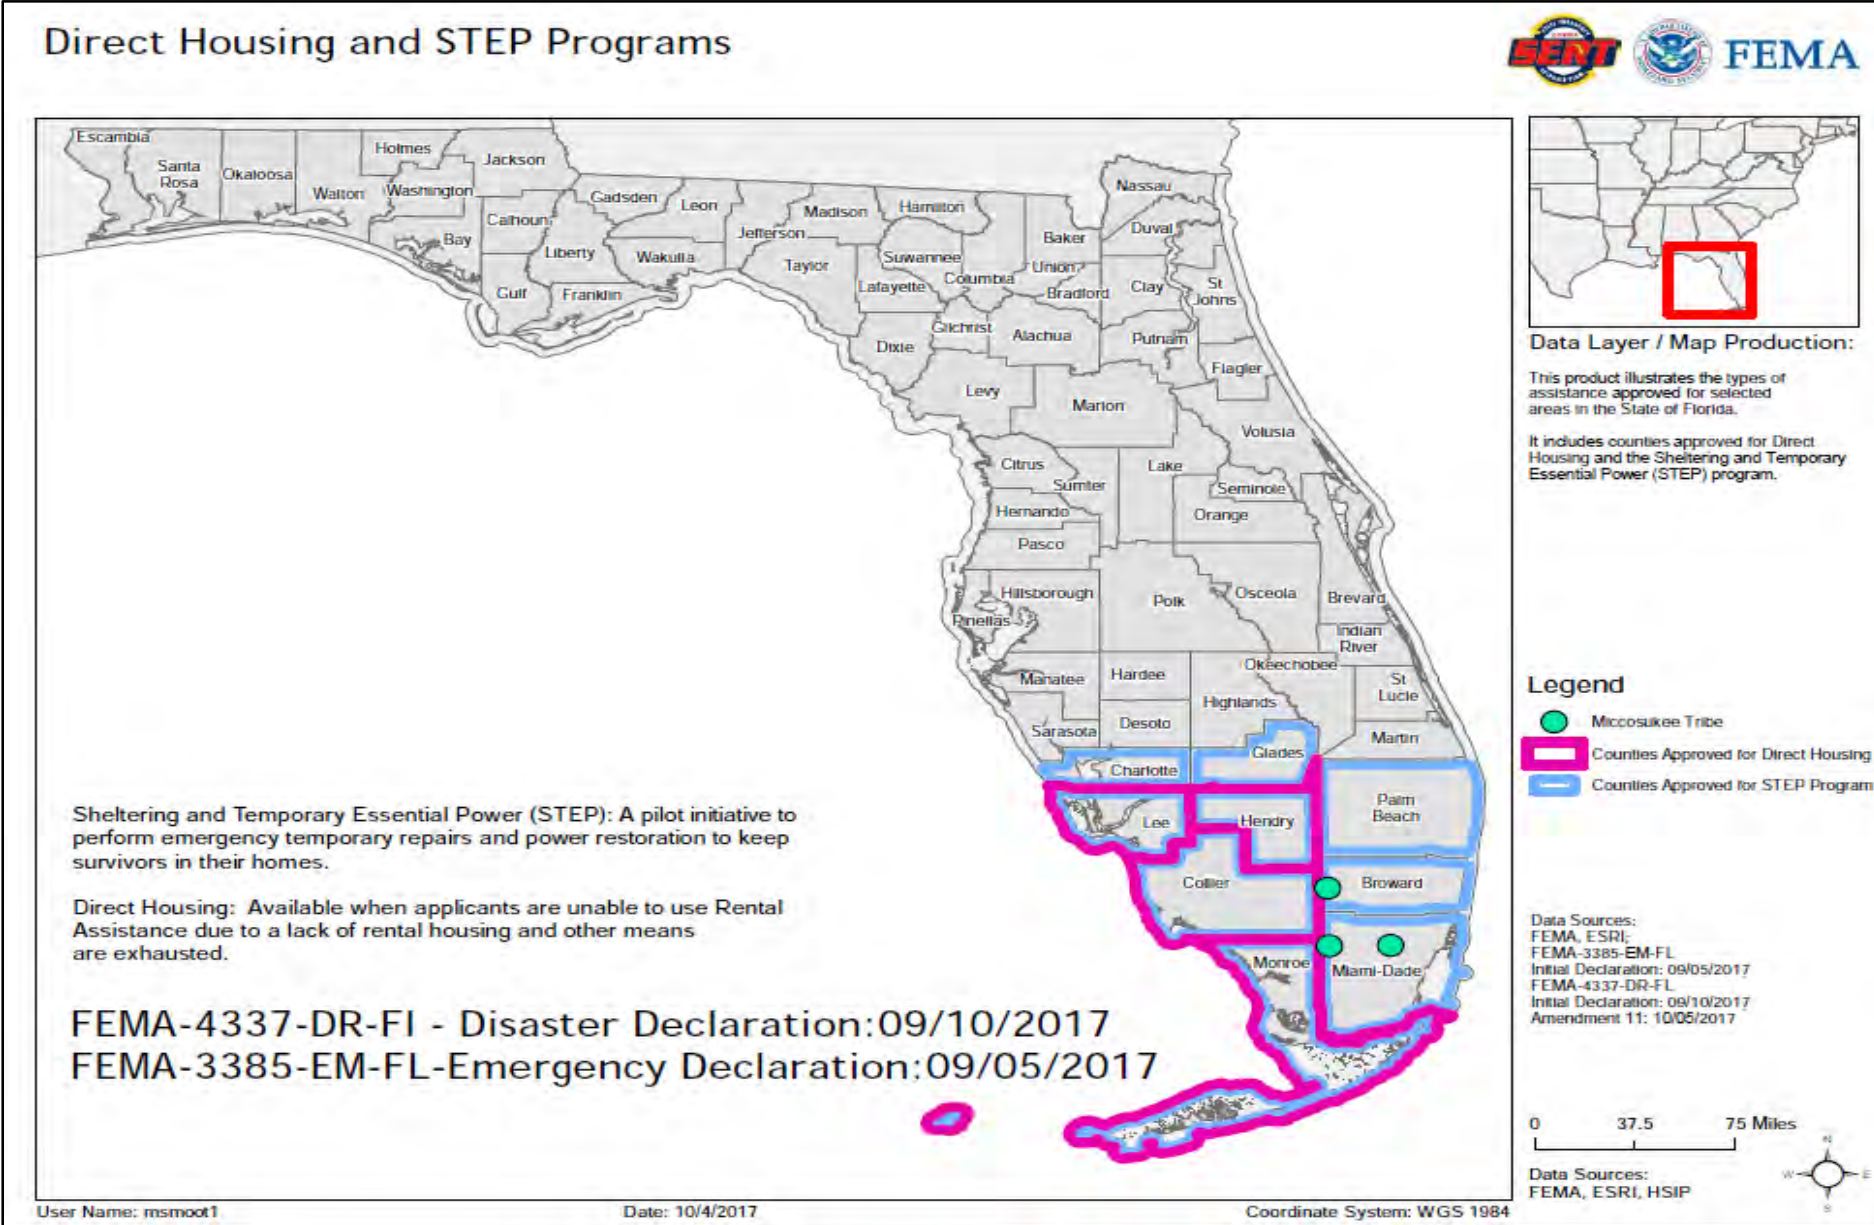 Direct Housing and STEP Programs
SERT
FEMA
Escambia
Santa
Rosa
Okaloosa
Walton
Holmes
Washington
Jackson
Calhoun
Bay
Gulf
Liberty
Franklin
Gadsden
Leon
Wakulla
Jefferson
Madison
Taylor
Hamilton
Suwannee
Lafayette
Columbia
Baker
Union
Bradford
Nassau
Duval
Clay
St
Johns
Dixie
Gilchrist
Alachua
Putnam
Flagler
Levy
Marion
Volusia
Citrus
Sumter
Lake
Seminole
Hernando
Orange
Pasco
Hillsborough
Pinellas
Polk
Osceola
Brevard
Indian
River
Okeechobee
Manatee
Hardee
Highlands
St
Lucie
Sarasota
Desoto
Martin
Glades
Charlotte
Lee
Hendry
Palm
Beach
Collier
Broward
Monroe
Miami-Dade
Sheltering and Temporary Essential Power (STEP): A pilot initiative to
perform emergency temporary repairs and power restoration to keep
survivors in their homes.
Direct Housing: Available when applicants are unable to use Rental
Assistance due to a lack of rental housing and other means
are exhausted.
FEMA-4337-DR-Fl - Disaster Declaration:09/10/2017
FEMA-3385-EM-FL-Emergency Declaration:09/05/2017
Data Layer / Map Production:
This product illustrates the types of
assistance approved for selected
areas in the State of Florida.
It includes counties approved for Direct
Housing and the Sheltering and Temporary
Essential Power (STEP) program.
Legend
Miccosukee Tribe
Counties Approved for Direct Housing
Counties Approved for STEP Program
Data Sources:
FEMA, ESRI;
FEMA-3385-EM-FL
Initial Declaration: 09/05/2017
FEMA-4337-DR-FL
Initial Declaration: 09/10/2017
Amendment 11: 10/05/2017
0 37.5 75 Miles
Data Sources:
FEMA, ESRI, HSIP
N
W E
S
User Name: msmoot1 Date: 10/4/2017 Coordinate System: WGS 1984